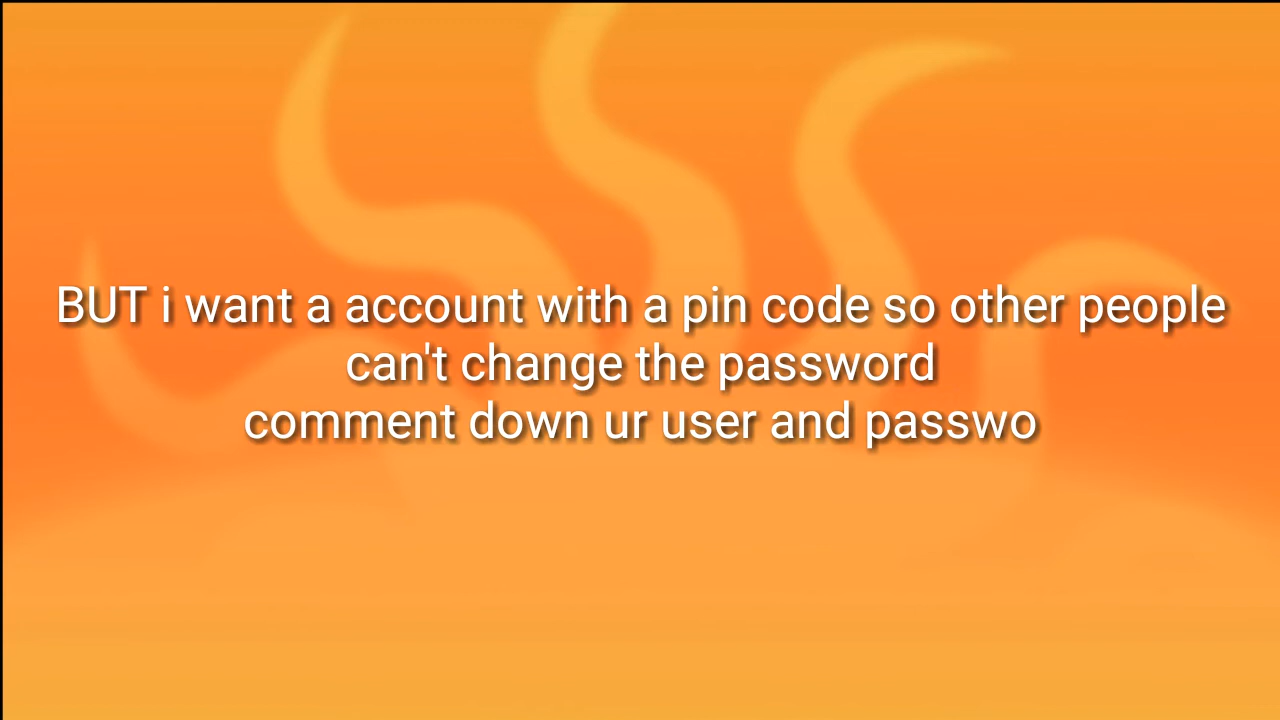 BUT i want a account with a pin code so other people
can't change the password
comment down ur user and passwo